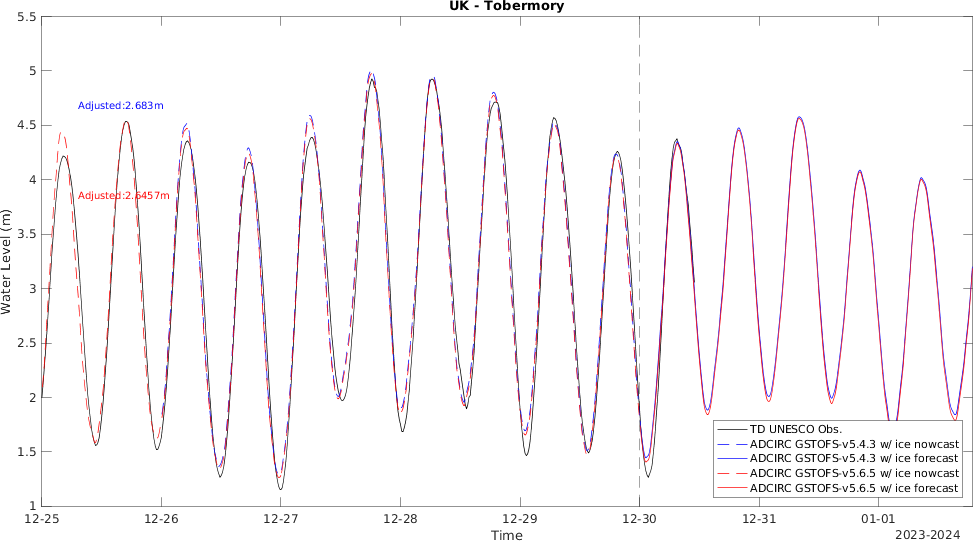 UK - Tobermory
5.5
5
4.5
4
3.5
3
2.5
2
1.5
1
Water Level (m)
Adjusted:2.683m
Adjusted:2.6457m
TD UNESCO Obs.
ADCIRC GSTOFS-v5.4.3 w/ ice nowcast
ADCIRC GSTOFS-v5.4.3 w/ ice forecast
ADCIRC GSTOFS-v5.6.5 w/ ice nowcast
ADCIRC GSTOFS-v5.6.5 w/ ice forecast
12-25 12-26 12-27 12-28 12-29 12-30 12-31 01-01
Time
2023-2024